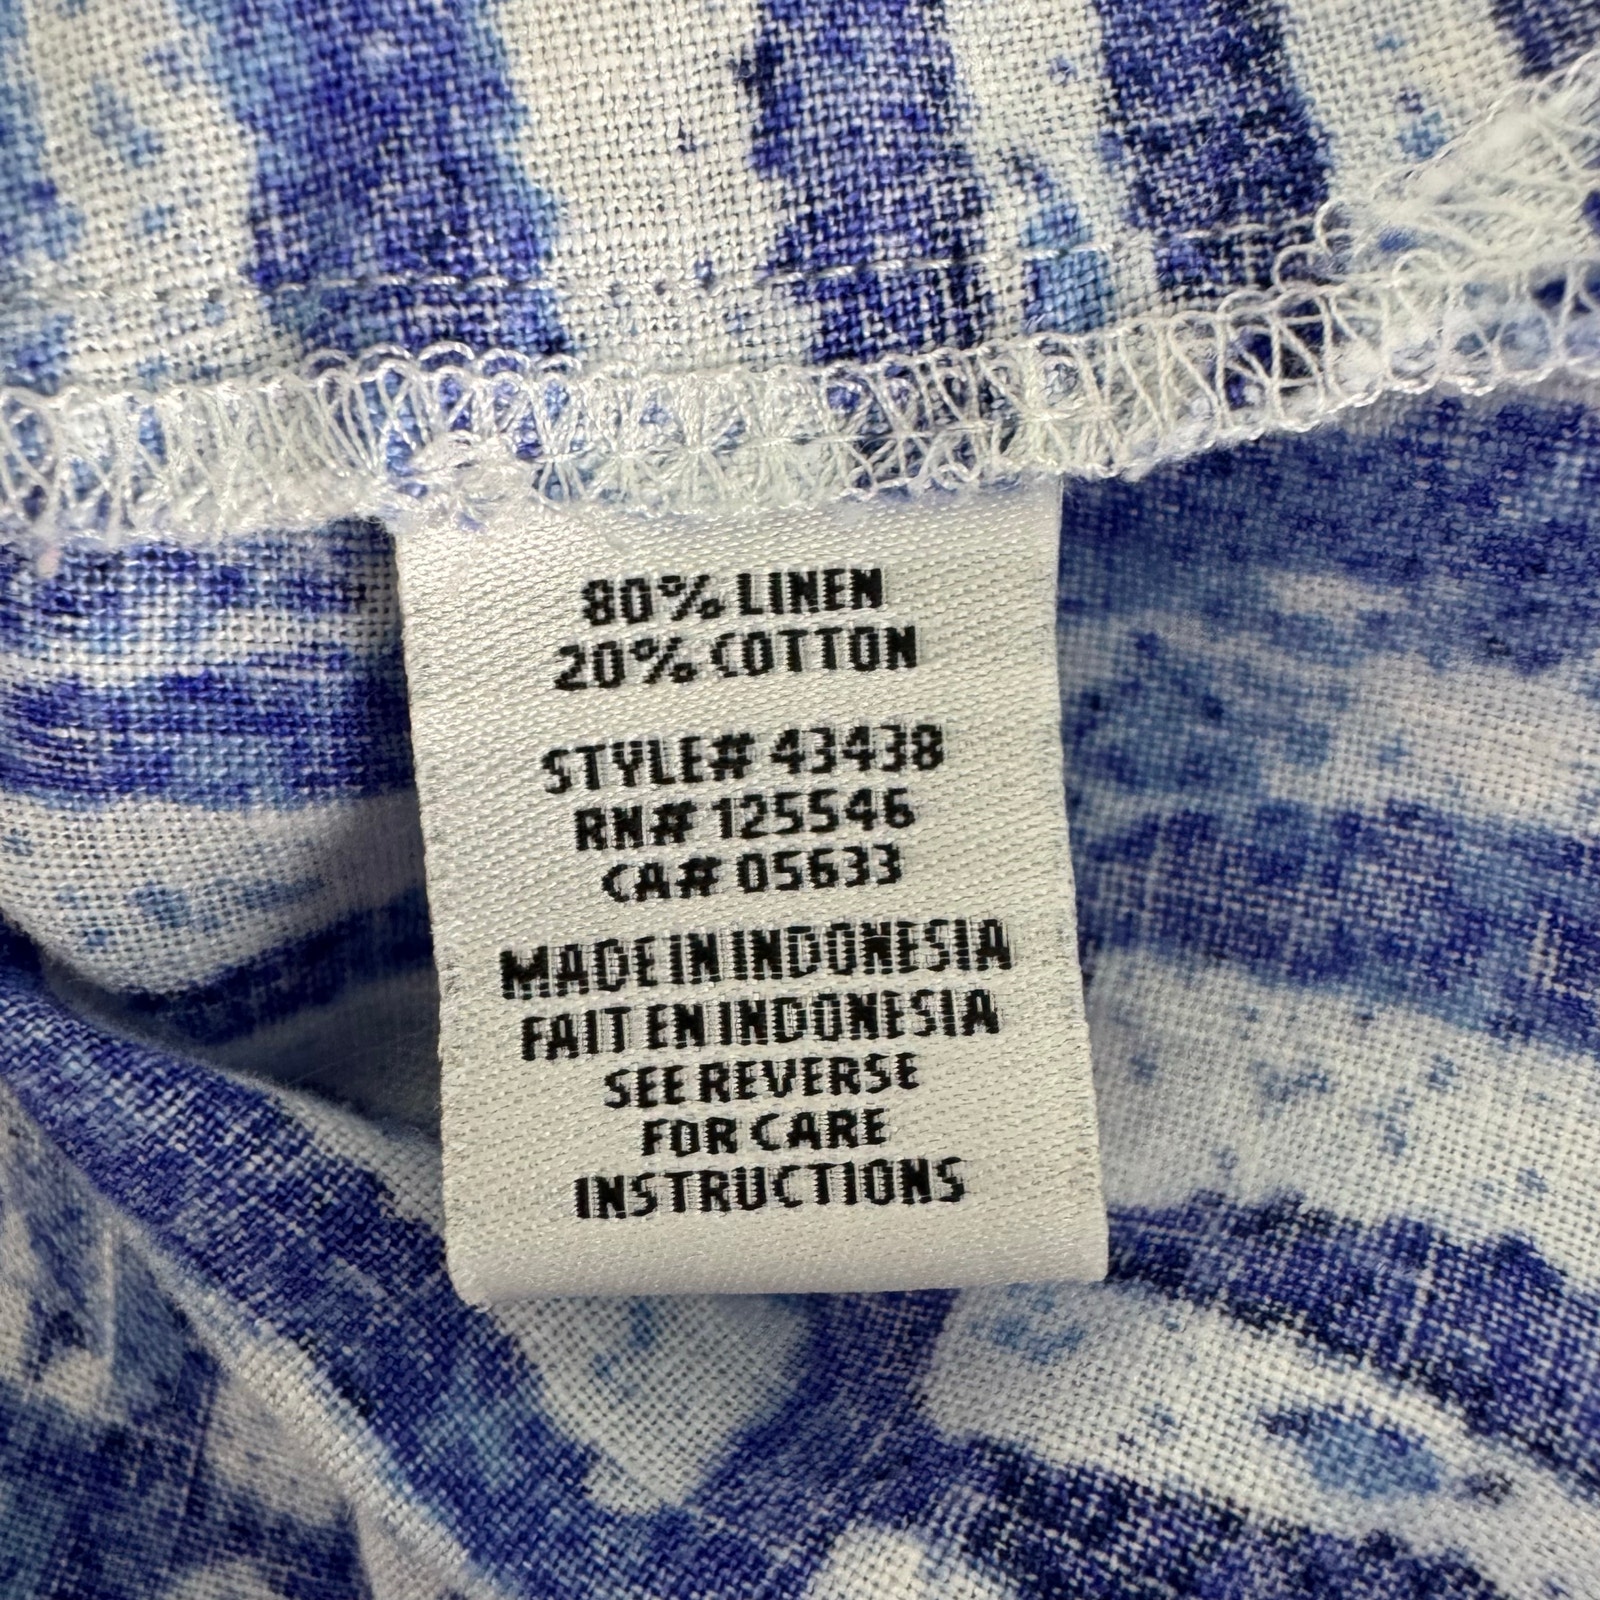 80% LINEN
20% COTTON
STYLE# 43438
RN# 125546
CA# 05633
MADE IN INDONESIA
FAIT EN INDONESIA
SEE REVERSE
FOR CARE
INSTRUCTIONS